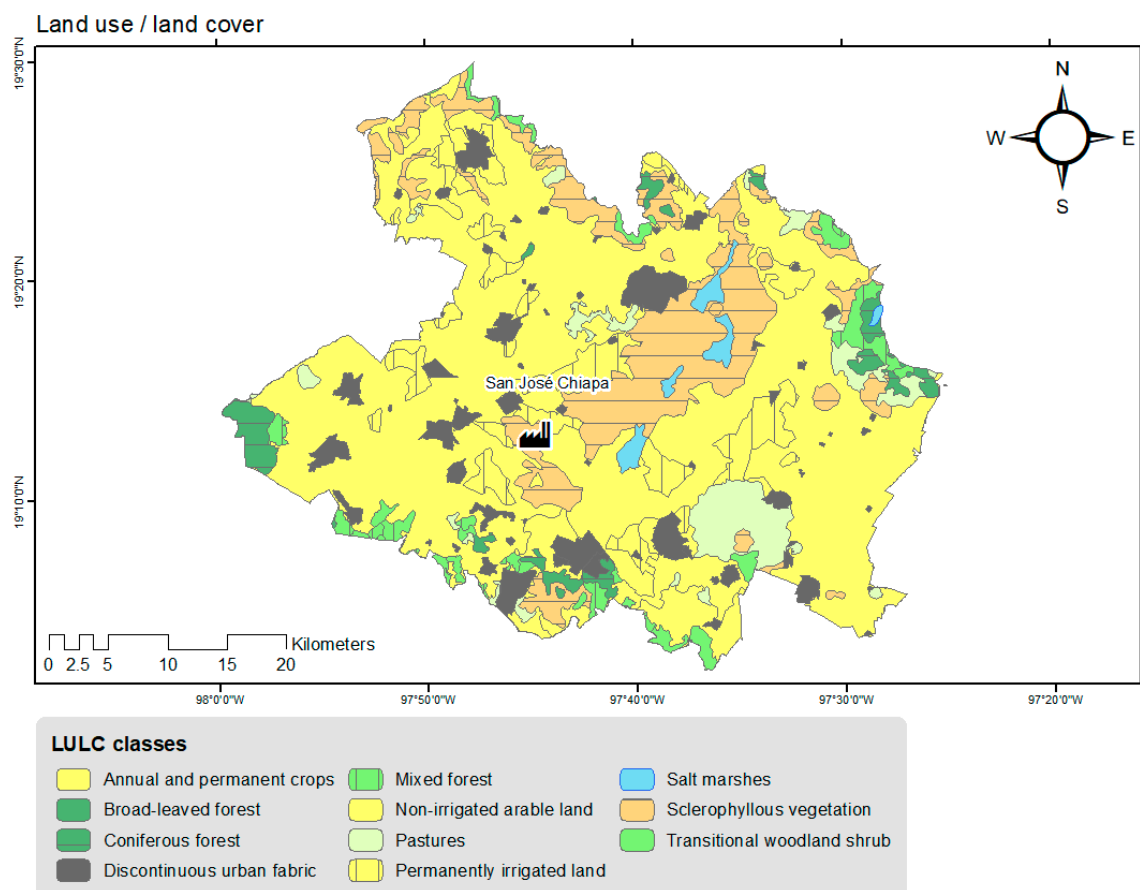 Land use / land cover
19°30'0"N
19°20'0"N
19°10'0"N
N
W
E
S
San José Chiapa
Kilometers
0 2.5 5 10 15 20
98°0'0"W 97°50'0"W 97°40'0"W 97°30'0"W 97°20'0"W
LULC classes
Annual and permanent crops
Broad-leaved forest
Coniferous forest
Discontinuous urban fabric
Mixed forest
Non-irrigated arable land
Pastures
Permanently irrigated land
Salt marshes
Sclerophyllous vegetation
Transitional woodland shrub